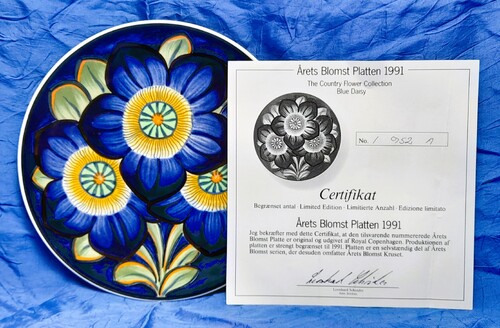 Årets Blomst Platten 1991
The Country Flower Collection
Blue Daisy
No. 1 952 A
Certifikat
Begrænset antal · Limited Edition · Limitierte Anzahl · Edizione limitata
Årets Blomst Platten 1991
Jeg bekræfter med dette Certifikat, at den tilsvarende nummererede Årets
Blomst Platte er original og udgivet af Royal Copenhagen. Produktionen af
platten er strengt begrænset til 1991. Platten er en selvstændig del af Årets
Blomst serien, der desuden omfatter Årets Blomst Kruset.